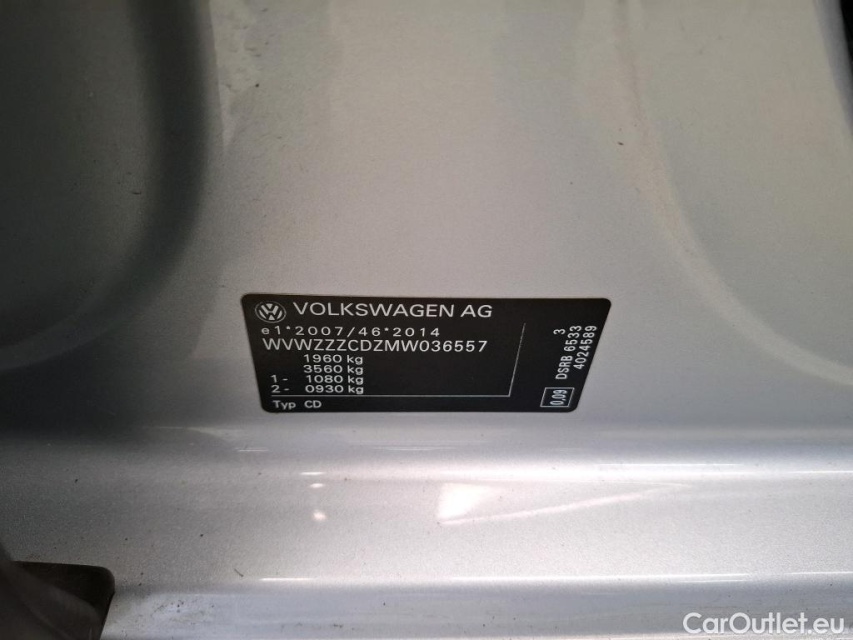 VOLKSWAGEN AG
e1*2007/46*2014
WVWZZZCDZMW036557
1960 kg
3560 kg
1 - 1080 kg
2 - 0930 kg
Typ CD
3
DSRB 6533
4024589
0,09
CarOutlet.eu